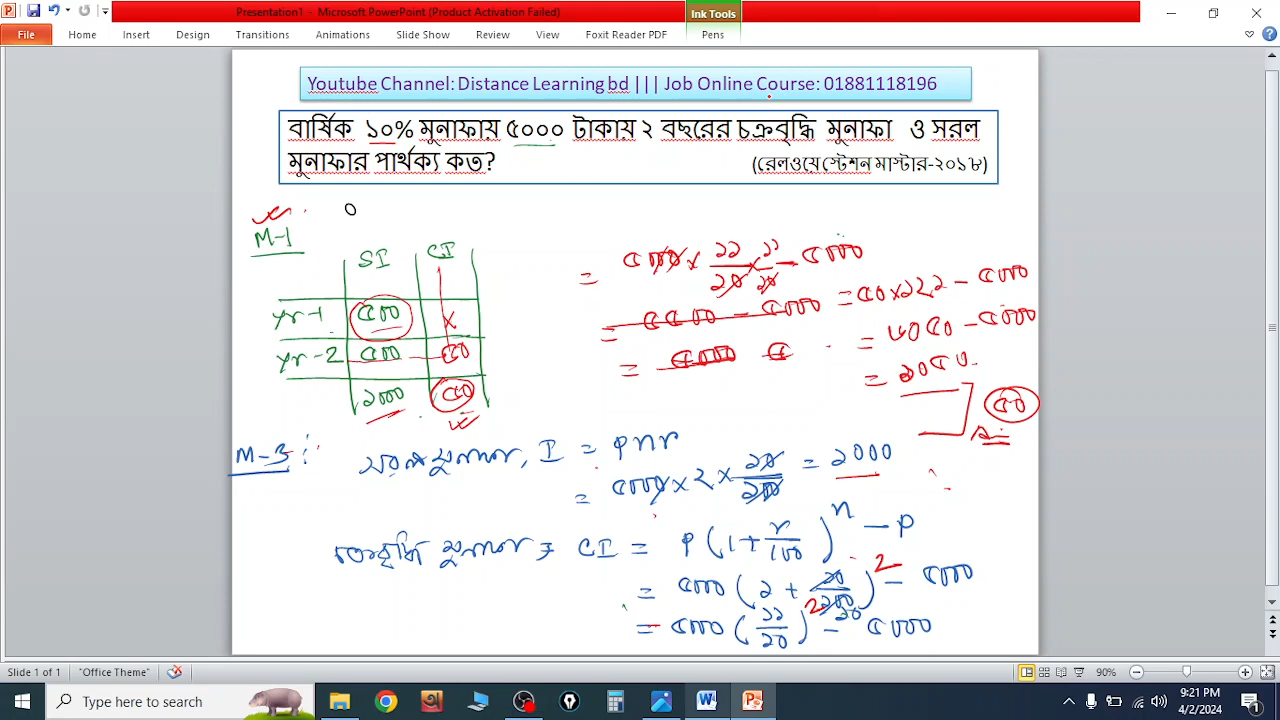 Presentation1 - Microsoft PowerPoint (Product Activation Failed)
Ink Tools
File Home Insert Design Transitions Animations Slide Show Review View Foxit Reader PDF Pens
Youtube Channel: Distance Learning bd ||| Job Online Course: 01881118196
বার্ষিক ১০% মুনাফায় ৫০০০ টাকায় ২ বছরের চক্রবৃদ্ধি মুনাফা ও সরল
মুনাফার পার্থক্য কত?
(রেলওয়ে স্টেশন মাস্টার-২০১৮)
M-1
SI CI
yr-1 ৫০০ x
yr-2 ৫০০ ৫০
১০০০ ৫০
= ৫০০০ x ১১/১০ x ১১/১০ - ৫০০০
= ৫৫০০ - ৫০০০
= ৫০x১২১ - ৫০০০
= ৬০৫০ - ৫০০০
= ১০৫০
৫০
M-3 :
সরল মুনাফা, I = pnr
= ৫০০০ x ২ x ১০/১০০ = ১০০০
CI = p(1+r/100)^n - p
= ৫০০০ (১ + ১০/১০০)^2 - ৫০০০
= ৫০০০ (১১/১০)^2 - ৫০০০
Slide 1 of 1 "Office Theme" 90%
Type here to search
9:21 PM
4/2/2024